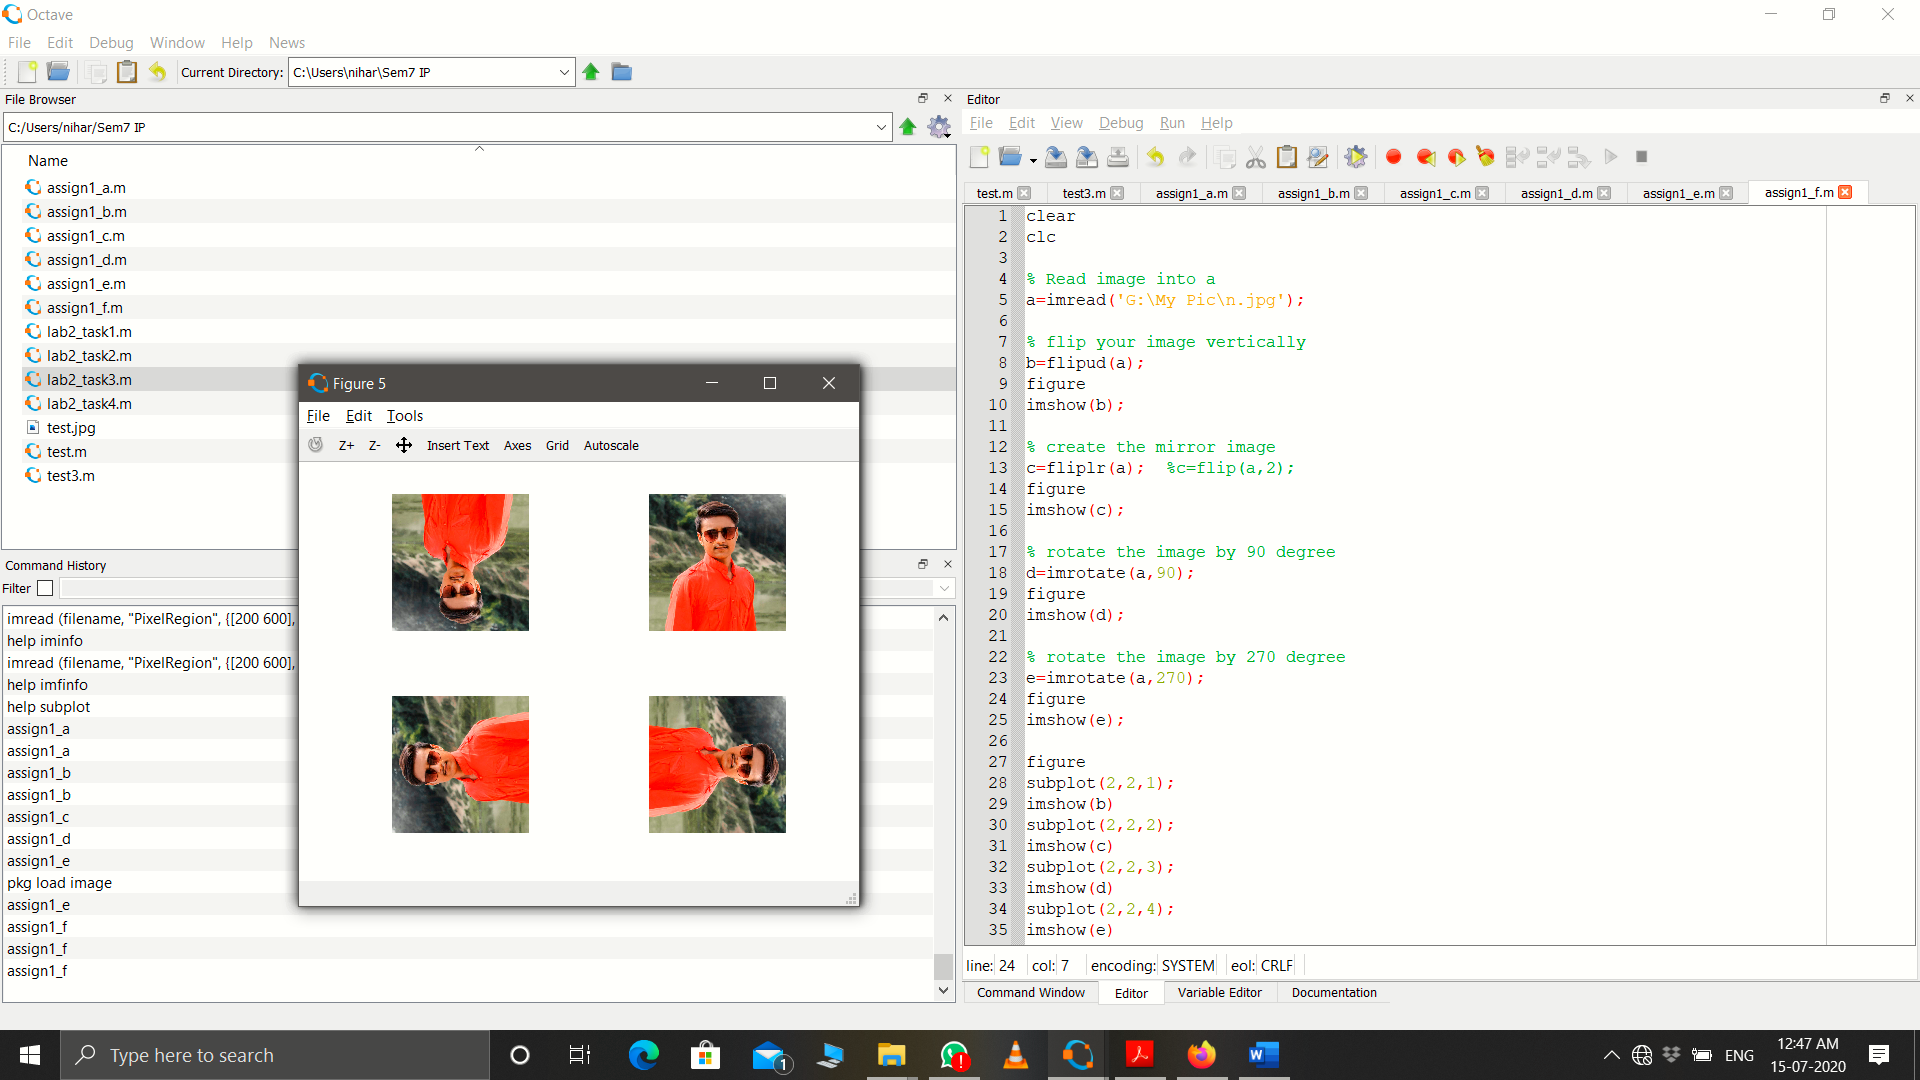 Octave
File Edit Debug Window Help News
Current Directory: C:\Users\nihar\Sem7 IP
File Browser
C:/Users/nihar/Sem7 IP
Name
assign1_a.m
assign1_b.m
assign1_c.m
assign1_d.m
assign1_e.m
assign1_f.m
lab2_task1.m
lab2_task2.m
lab2_task3.m
lab2_task4.m
test.jpg
test.m
test3.m
Command History
Filter
imread (filename, "PixelRegion", {[200 600],
help iminfo
imread (filename, "PixelRegion", {[200 600],
help imfinfo
help subplot
assign1_a
assign1_a
assign1_b
assign1_b
assign1_c
assign1_d
assign1_e
pkg load image
assign1_e
assign1_f
assign1_f
assign1_f
Figure 5
File Edit Tools
Z+ Z- Insert Text Axes Grid Autoscale
Editor
File Edit View Debug Run Help
test.m test3.m assign1_a.m assign1_b.m assign1_c.m assign1_d.m assign1_e.m assign1_f.m
1 clear
2 clc
3
4 % Read image into a
5 a=imread('G:\My Pic\n.jpg');
6
7 % flip your image vertically
8 b=flipud(a);
9 figure
10 imshow(b);
11
12 % create the mirror image
13 c=fliplr(a); %c=flip(a,2);
14 figure
15 imshow(c);
16
17 % rotate the image by 90 degree
18 d=imrotate(a,90);
19 figure
20 imshow(d);
21
22 % rotate the image by 270 degree
23 e=imrotate(a,270);
24 figure
25 imshow(e);
26
27 figure
28 subplot(2,2,1);
29 imshow(b)
30 subplot(2,2,2);
31 imshow(c)
32 subplot(2,2,3);
33 imshow(d)
34 subplot(2,2,4);
35 imshow(e)
line: 24 col: 7 encoding: SYSTEM eol: CRLF
Command Window Editor Variable Editor Documentation
Type here to search
1
ENG
12:47 AM
15-07-2020